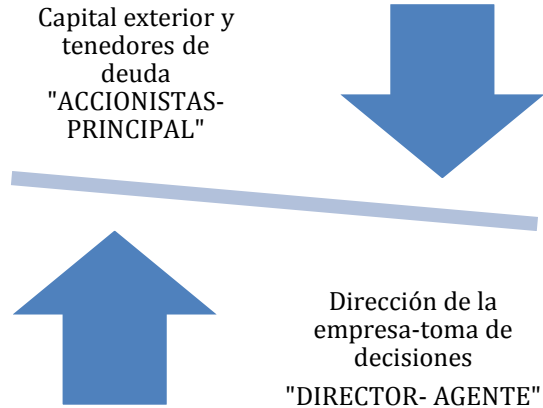 Capital exterior y
tenedores de
deuda
"ACCIONISTAS-
PRINCIPAL"
Dirección de la
empresa-toma de
decisiones
"DIRECTOR- AGENTE"